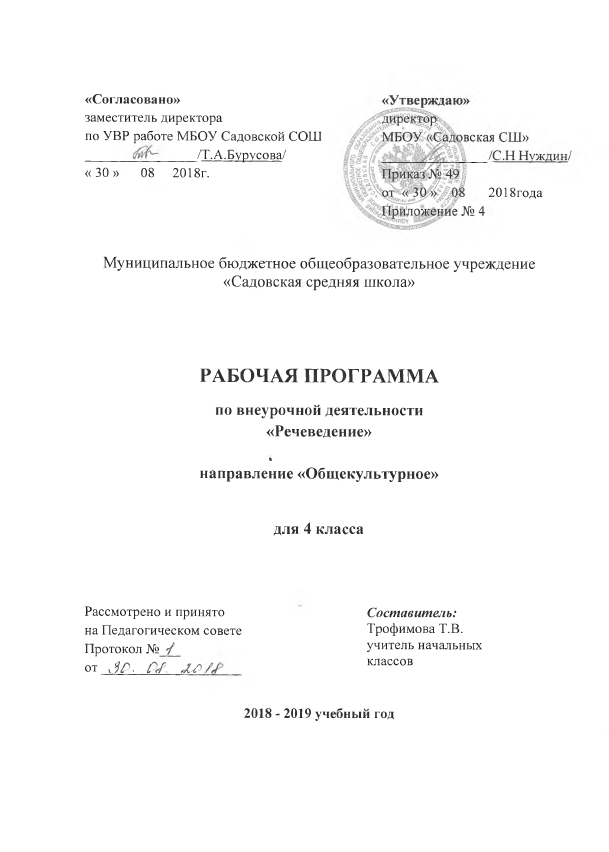 «Согласовано»
заместитель директора
по УВР работе МБОУ Садовской СОШ
________________/Т.А.Бурусова/
« 30 » 08 2018г.
«Утверждаю»
директор
МБОУ «Садовская СШ»
_______________ /С.Н Нуждин/
Приказ № 49
от « 30 » 08 2018года
Приложение № 4
Муниципальное бюджетное общеобразовательное учреждение
«Садовская средняя школа»
РАБОЧАЯ ПРОГРАММА
по внеурочной деятельности
«Речеведение»
направление «Общекультурное»
для 4 класса
Рассмотрено и принято
на Педагогическом совете
Протокол № 1
от 30. 08. 2018
Составитель:
Трофимова Т.В.
учитель начальных
классов
2018 - 2019 учебный год